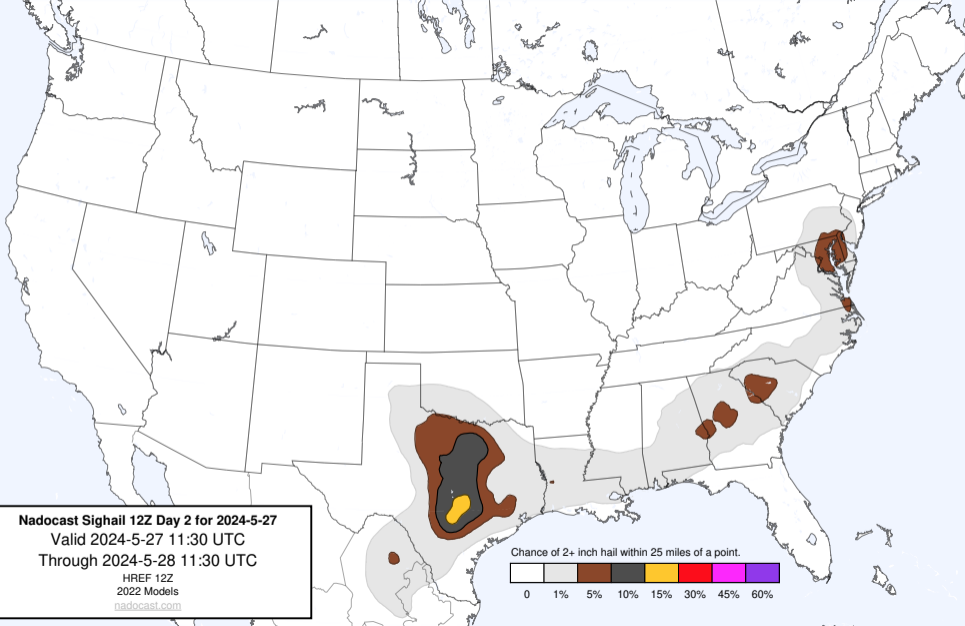 Nadocast Sighail 12Z Day 2 for 2024-5-27
Valid 2024-5-27 11:30 UTC
Through 2024-5-28 11:30 UTC
HREF 12Z
2022 Models
nadocast.com
Chance of 2+ inch hail within 25 miles of a point.
0 1% 5% 10% 15% 30% 45% 60%